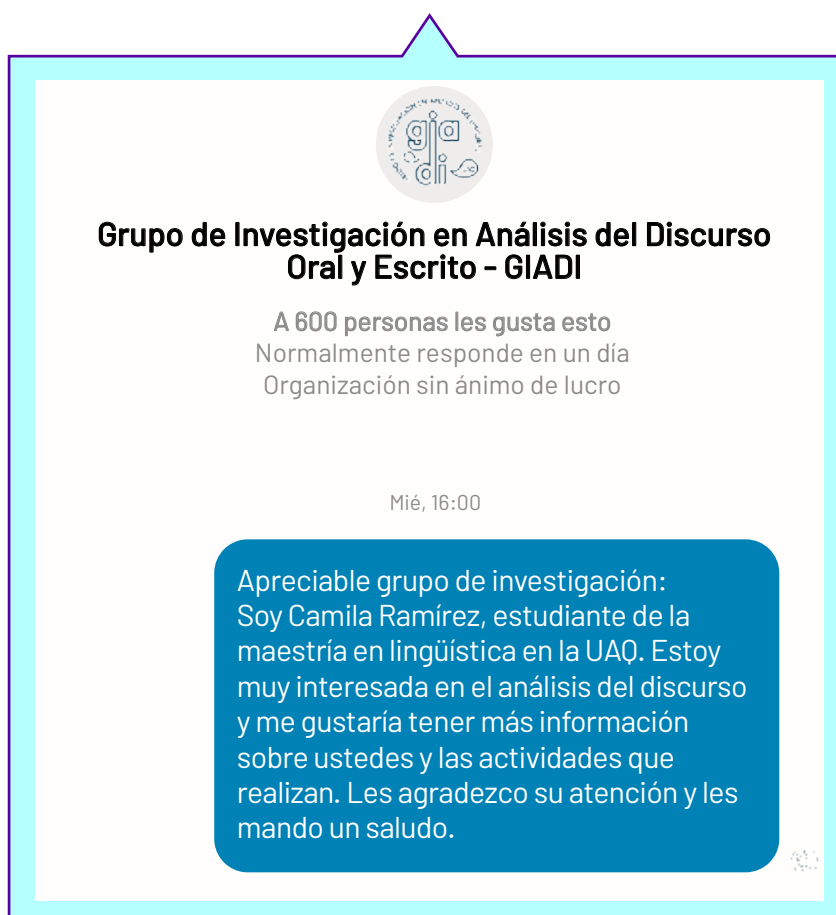 giadi
Grupo de Investigación en Análisis del Discurso
Oral y Escrito - GIADI
A 600 personas les gusta esto
Normalmente responde en un día
Organización sin ánimo de lucro
Mié, 16:00
Apreciable grupo de investigación:
Soy Camila Ramírez, estudiante de la
maestría en lingüística en la UAQ. Estoy
muy interesada en el análisis del discurso
y me gustaría tener más información
sobre ustedes y las actividades que
realizan. Les agradezco su atención y les
mando un saludo.